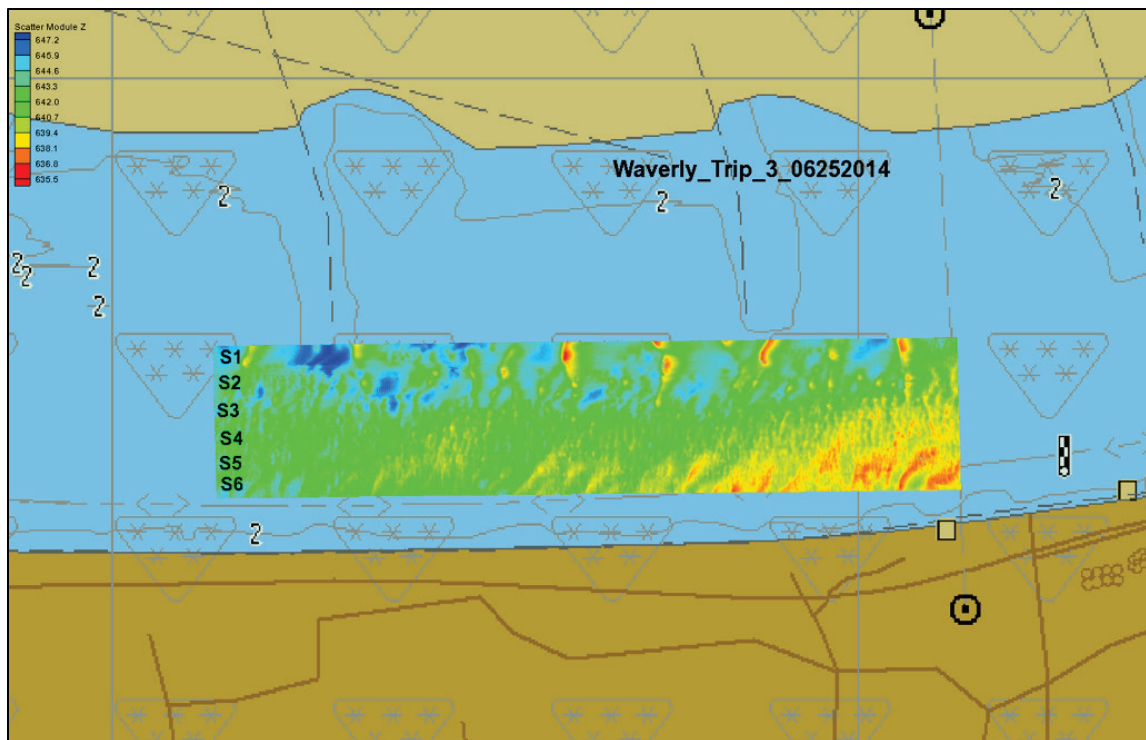 Scatter Module Z
647.2
645.9
644.6
643.3
642.0
640.7
639.4
638.1
636.8
635.5
Waverly_Trip_3_06252014
2
2
2
2
2
2
2
S1
S2
S3
S4
S5
S6
2